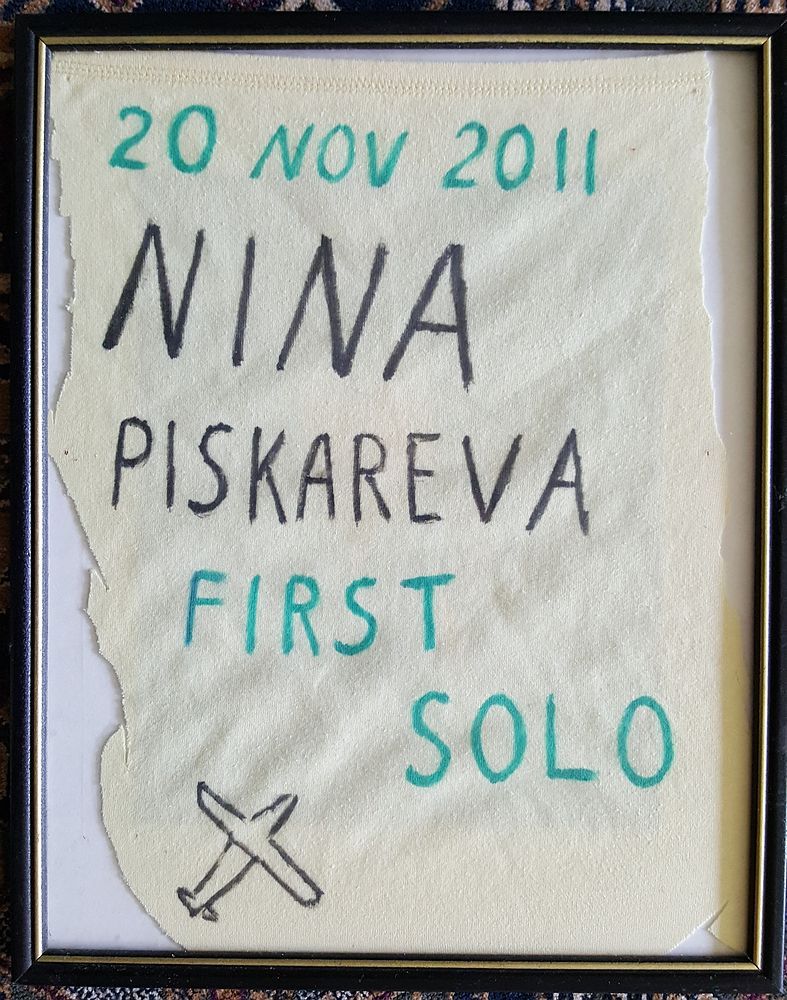 20 NOV 2011
NINA
PISKAREVA
FIRST
SOLO